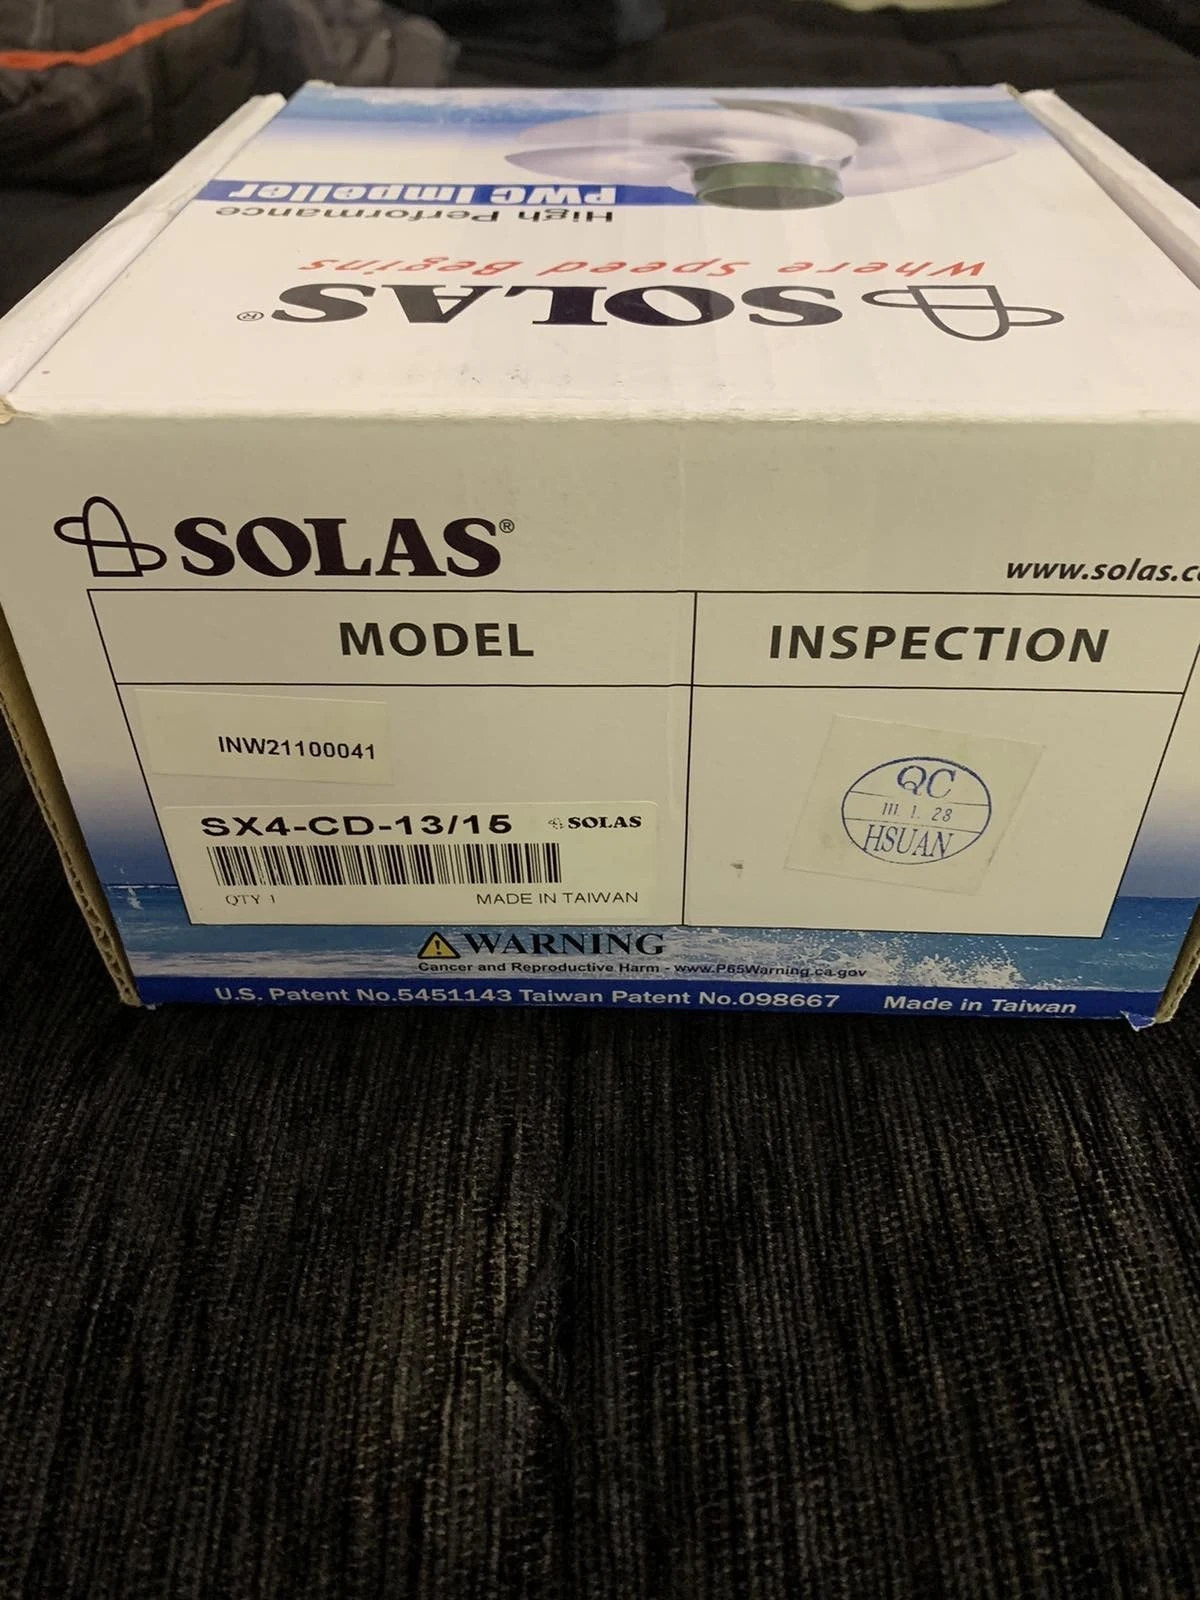 PWC Impeller
High Performance
Where Speed Begins
SOLAS®
SOLAS®
www.solas.c
MODEL
INSPECTION
INW21100041
SX4-CD-13/15 SOLAS
QTY 1 MADE IN TAIWAN
QC
111. 1. 28
HSUAN
WARNING
Cancer and Reproductive Harm - www.P65Warning.ca.gov
U.S. Patent No.5451143 Taiwan Patent No.098667 Made in Taiwan